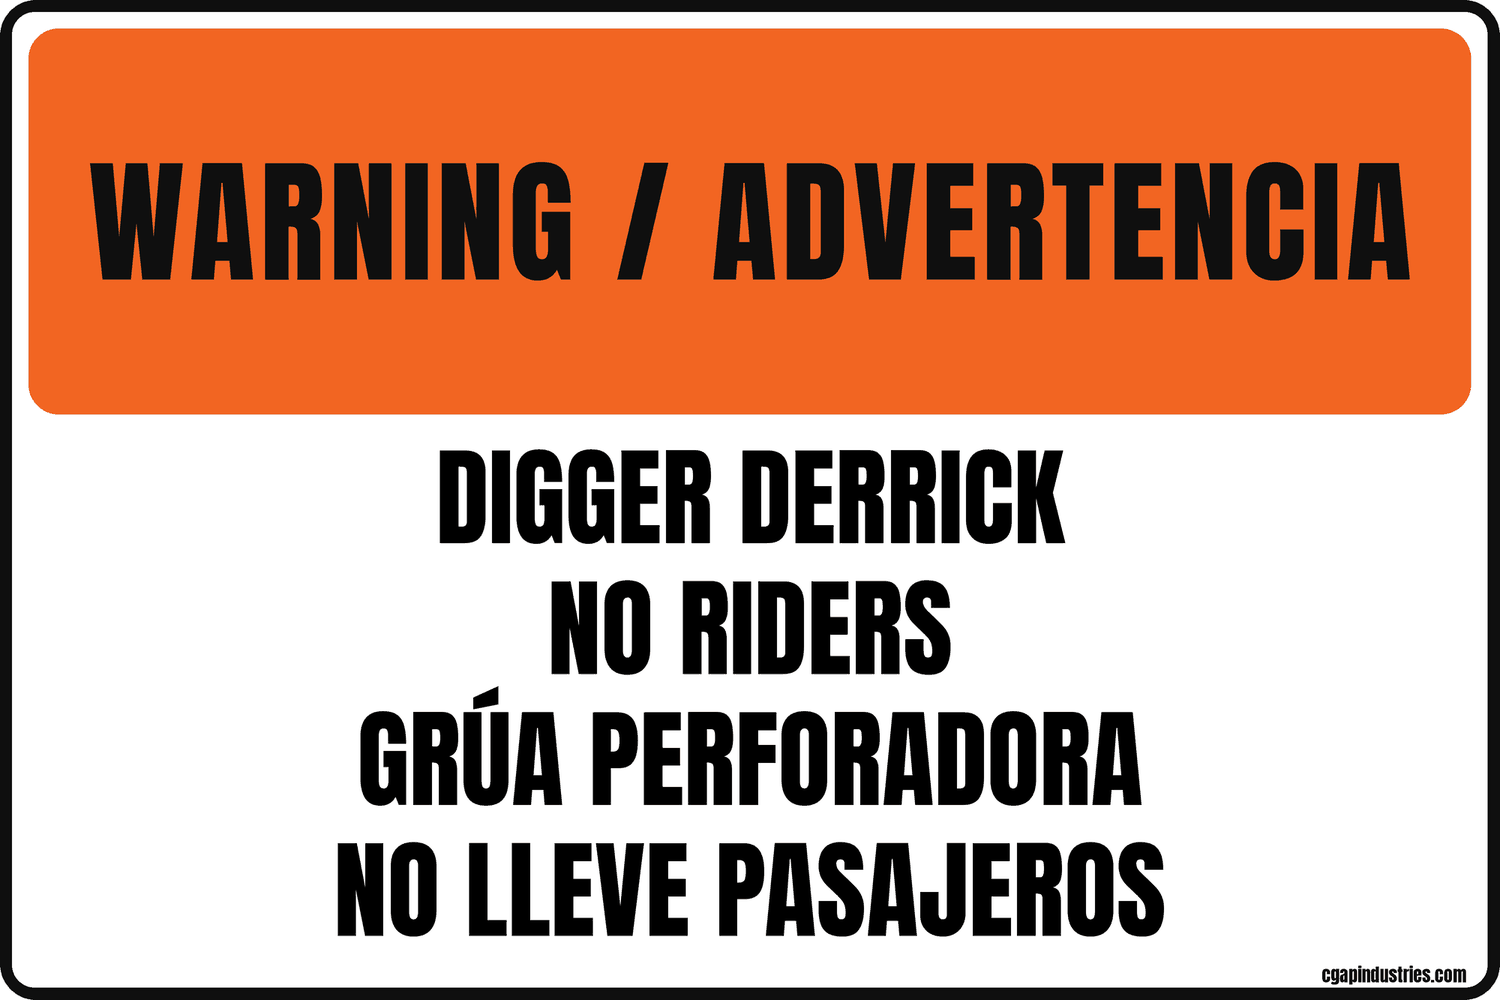 WARNING / ADVERTENCIA
DIGGER DERRICK
NO RIDERS
GRÚA PERFORADORA
NO LLEVE PASAJEROS
cgapindustries.com